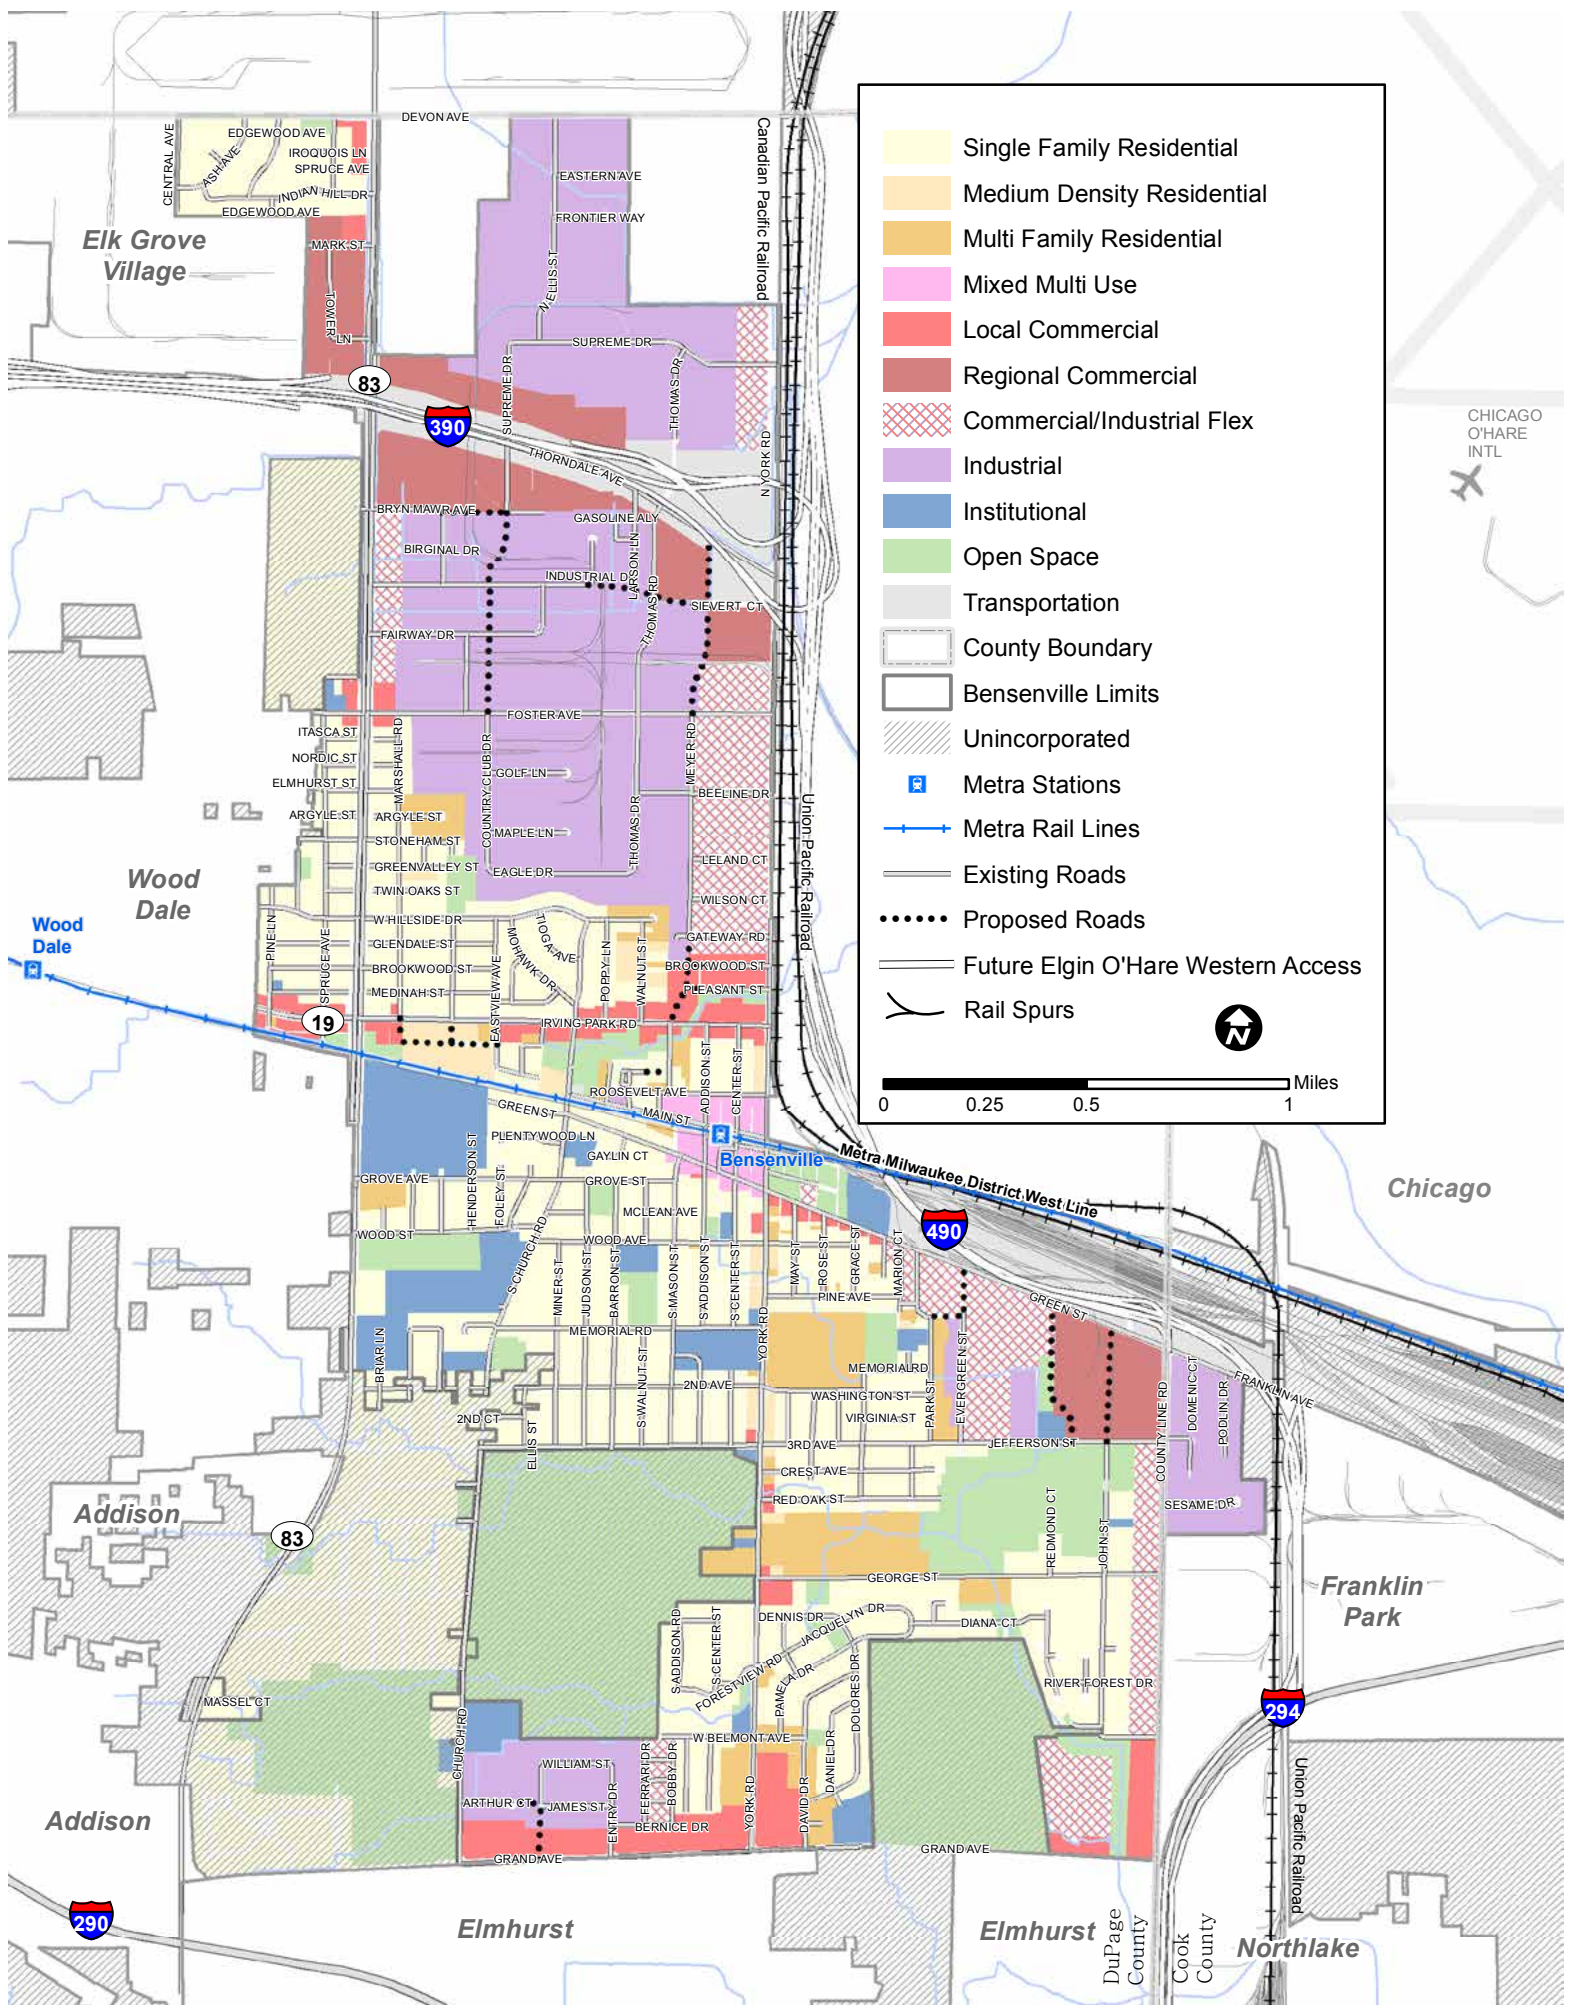 DEVON AVE
CENTRAL AVE
EDGEWOOD AVE
ASH AVE
IROQUOIS LN
SPRUCE AVE
INDIAN HILL DR
EDGEWOOD AVE
Elk Grove
Village
MARK ST
TOWER
LN
83
390
EASTERN AVE
FRONTIER WAY
N ELLIS ST
Canadian Pacific Railroad
SUPREME DR
SUPREME DR
THOMAS DR
N YORK RD
THORNDALE AVE
BRYN MAWR AVE
GASOLINE ALY
BIRGINAL DR
LARSON LN
INDUSTRIAL D
THOMAS RD
SIEVERT CT
FAIRWAY DR
FOSTER AVE
ITASCA ST
NORDIC ST
ELMHURST ST
ARGYLE ST
MARSHALL RD
ARGYLE ST
STONEHAM ST
GREENVALLEY ST
TWIN OAKS ST
COUNTRY CLUB DR
GOLF LN
MAPLE LN
EAGLE DR
THOMAS DR
MEYER RD
BEELINE DR
LELAND CT
WILSON CT
GATEWAY RD
BROOKWOOD ST
PLEASANT ST
Union Pacific Railroad
Wood
Dale
Wood
Dale
PINE LN
SPRUCE AVE
W HILLSIDE DR
GLENDALE ST
BROOKWOOD ST
MEDINAH ST
EASTVIEW AVE
MOHAWK DR
TIOGA AVE
POPPY LN
WALNUT ST
19
IRVING PARK RD
ROOSEVELT AVE
ADDISON ST
CENTER ST
GREEN ST
MAIN ST
PLENTYWOOD LN
GAYLIN CT
Bensenville
Metra Milwaukee District West Line
GROVE AVE
HENDERSON ST
FOLEY ST
GROVE ST
MCLEAN AVE
WOOD ST
WOOD AVE
S CHURCH RD
MINER ST
JUDSON ST
BARRON ST
S MASON ST
S ADDISON ST
S CENTER ST
MAY ST
ROSE ST
GRACE ST
MARION CT
490
Chicago
PINE AVE
GREEN ST
MEMORIAL RD
YORK RD
BRIAR LN
S WALNUT ST
2ND AVE
MEMORIAL RD
WASHINGTON ST
VIRGINIA ST
PARK ST
EVERGREEN ST
FRANKLIN AVE
DOMENIC CT
PODLIN DR
COUNTY LINE RD
2ND CT
ELLIS ST
3RD AVE
JEFFERSON ST
CREST AVE
RED OAK ST
REDMOND CT
JOHN ST
SESAME DR
Addison
83
GEORGE ST
Franklin
Park
S ADDISON RD
S CENTER ST
DENNIS DR
JACQUELYN DR
DIANA CT
FORESTVIEW RD
PAMELA DR
DOLORES DR
RIVER FOREST DR
MASSEL CT
CHURCH RD
W BELMONT AVE
294
WILLIAM ST
FERRARI DR
BOBBY DR
DANIEL DR
ARTHUR CT
JAMES ST
ENTRY DR
YORK RD
DAVID DR
BERNICE DR
GRAND AVE
GRAND AVE
Addison
Union Pacific Railroad
290
Elmhurst
Elmhurst
DuPage
County
Cook
County
Northlake
Single Family Residential
Medium Density Residential
Multi Family Residential
Mixed Multi Use
Local Commercial
Regional Commercial
Commercial/Industrial Flex
Industrial
Institutional
Open Space
Transportation
County Boundary
Bensenville Limits
Unincorporated
Metra Stations
Metra Rail Lines
Existing Roads
Proposed Roads
Future Elgin O'Hare Western Access
Rail Spurs
N
Miles
0 0.25 0.5 1
CHICAGO
O'HARE
INTL